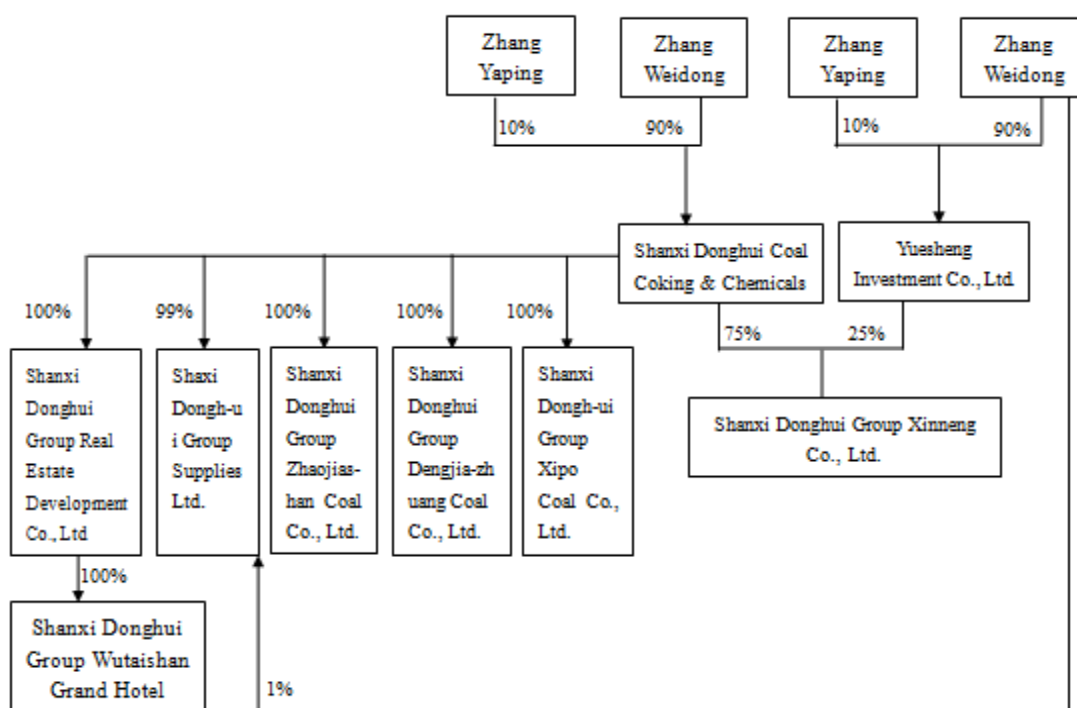 Zhang
Yaping
Zhang
Weidong
Zhang
Yaping
Zhang
Weidong
10%
90%
10%
90%
Shanxi Donghui Coal
Coking & Chemicals
Yuesheng
Investment Co., Ltd.
100%
99%
100%
100%
100%
75%
25%
Shanxi
Donghui
Group Real
Estate
Development
Co., Ltd
Shaxi
Dongh-u
i Group
Supplies
Ltd.
Shanxi
Donghui
Group
Zhaojias-
han Coal
Co., Ltd.
Shanxi
Donghui
Group
Dengjia-zh
uang Coal
Co., Ltd.
Shanxi
Dongh-ui
Group
Xipo
Coal Co.,
Ltd.
Shanxi Donghui Group Xinneng
Co., Ltd.
100%
Shanxi Donghui
Group Wutaishan
Grand Hotel
1%